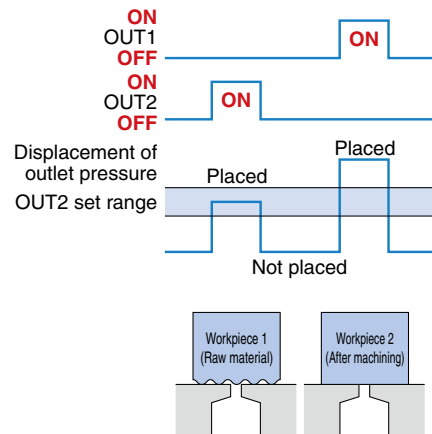 ON
OUT1
OFF
ON
ON
OUT2
OFF
ON
Displacement of
outlet pressure
Placed
Placed
OUT2 set range
Not placed
Workpiece 1
(Raw material)
Workpiece 2
(After machining)